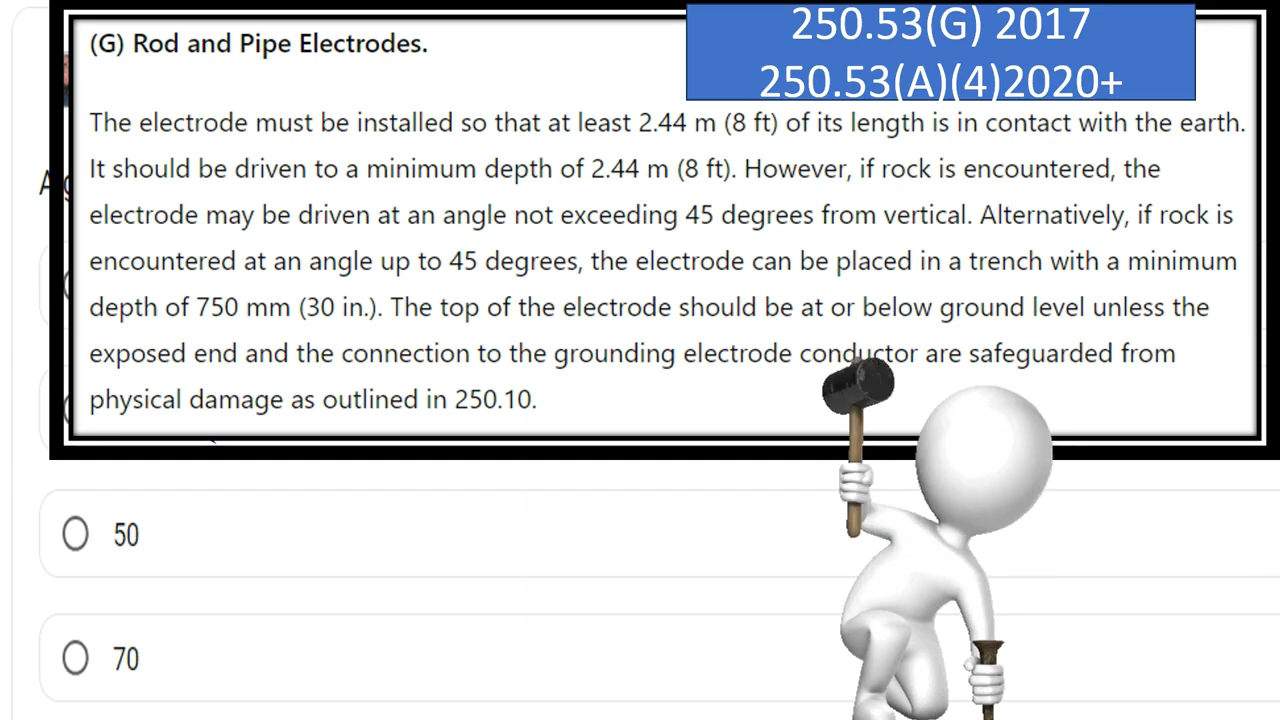 250.53(G) 2017
250.53(A)(4)2020+
(G) Rod and Pipe Electrodes.
The electrode must be installed so that at least 2.44 m (8 ft) of its length is in contact with the earth.
It should be driven to a minimum depth of 2.44 m (8 ft). However, if rock is encountered, the
electrode may be driven at an angle not exceeding 45 degrees from vertical. Alternatively, if rock is
encountered at an angle up to 45 degrees, the electrode can be placed in a trench with a minimum
depth of 750 mm (30 in.). The top of the electrode should be at or below ground level unless the
exposed end and the connection to the grounding electrode conductor are safeguarded from
physical damage as outlined in 250.10.
50
70